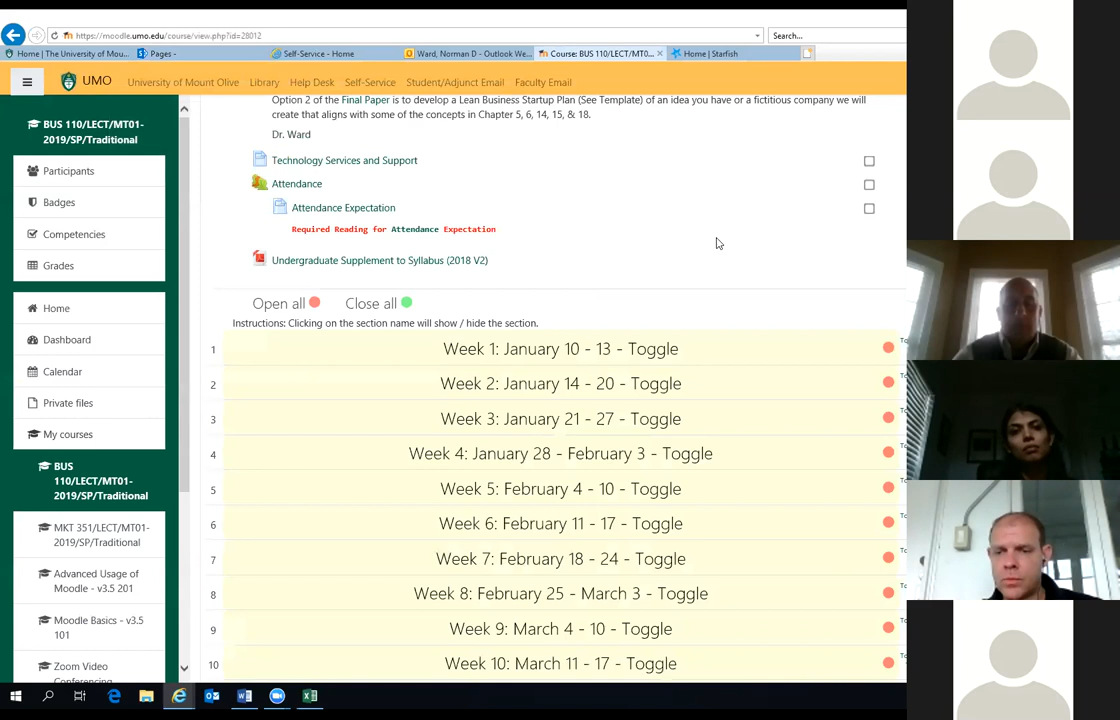 https://moodle.umo.edu/course/view.php?id=28012
Search...
Home | The University of Mou...
Pages -
Self-Service - Home
Ward, Norman D - Outlook We...
Course: BUS 110/LECT/MT0...
Home | Starfish
UMO
University of Mount Olive
Library
Help Desk
Self-Service
Student/Adjunct Email
Faculty Email
BUS 110/LECT/MT01-
2019/SP/Traditional
Participants
Badges
Competencies
Grades
Home
Dashboard
Calendar
Private files
My courses
BUS
110/LECT/MT01-
2019/SP/Traditional
MKT 351/LECT/MT01-
2019/SP/Traditional
Advanced Usage of
Moodle - v3.5 201
Moodle Basics - v3.5
101
Zoom Video
Conferencing
Option 2 of the Final Paper is to develop a Lean Business Startup Plan (See Template) of an idea you have or a fictitious company we will
create that aligns with some of the concepts in Chapter 5, 6, 14, 15, & 18.
Dr. Ward
Technology Services and Support
Attendance
Attendance Expectation
Required Reading for Attendance Expectation
Undergraduate Supplement to Syllabus (2018 V2)
Open all
Close all
Instructions: Clicking on the section name will show / hide the section.
1 Week 1: January 10 - 13 - Toggle
2 Week 2: January 14 - 20 - Toggle
3 Week 3: January 21 - 27 - Toggle
4 Week 4: January 28 - February 3 - Toggle
5 Week 5: February 4 - 10 - Toggle
6 Week 6: February 11 - 17 - Toggle
7 Week 7: February 18 - 24 - Toggle
8 Week 8: February 25 - March 3 - Toggle
9 Week 9: March 4 - 10 - Toggle
10 Week 10: March 11 - 17 - Toggle